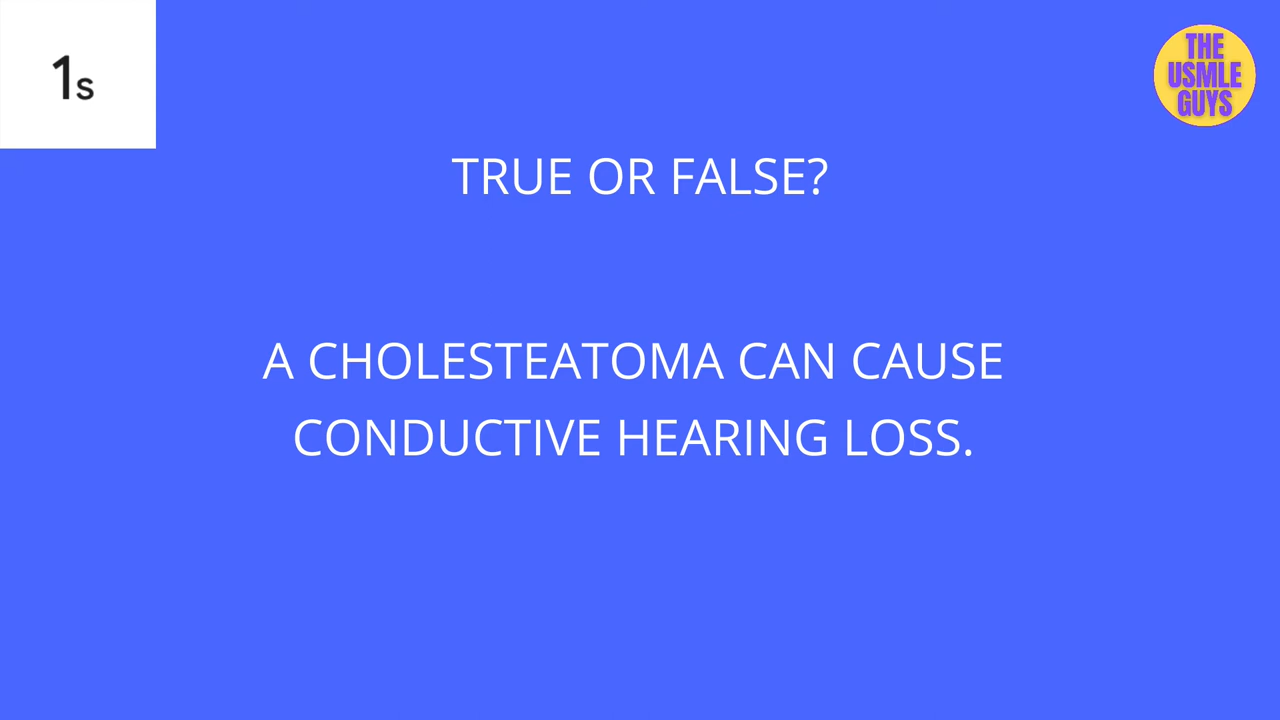 1s
THE
USMLE
GUYS
TRUE OR FALSE?
A CHOLESTEATOMA CAN CAUSE
CONDUCTIVE HEARING LOSS.